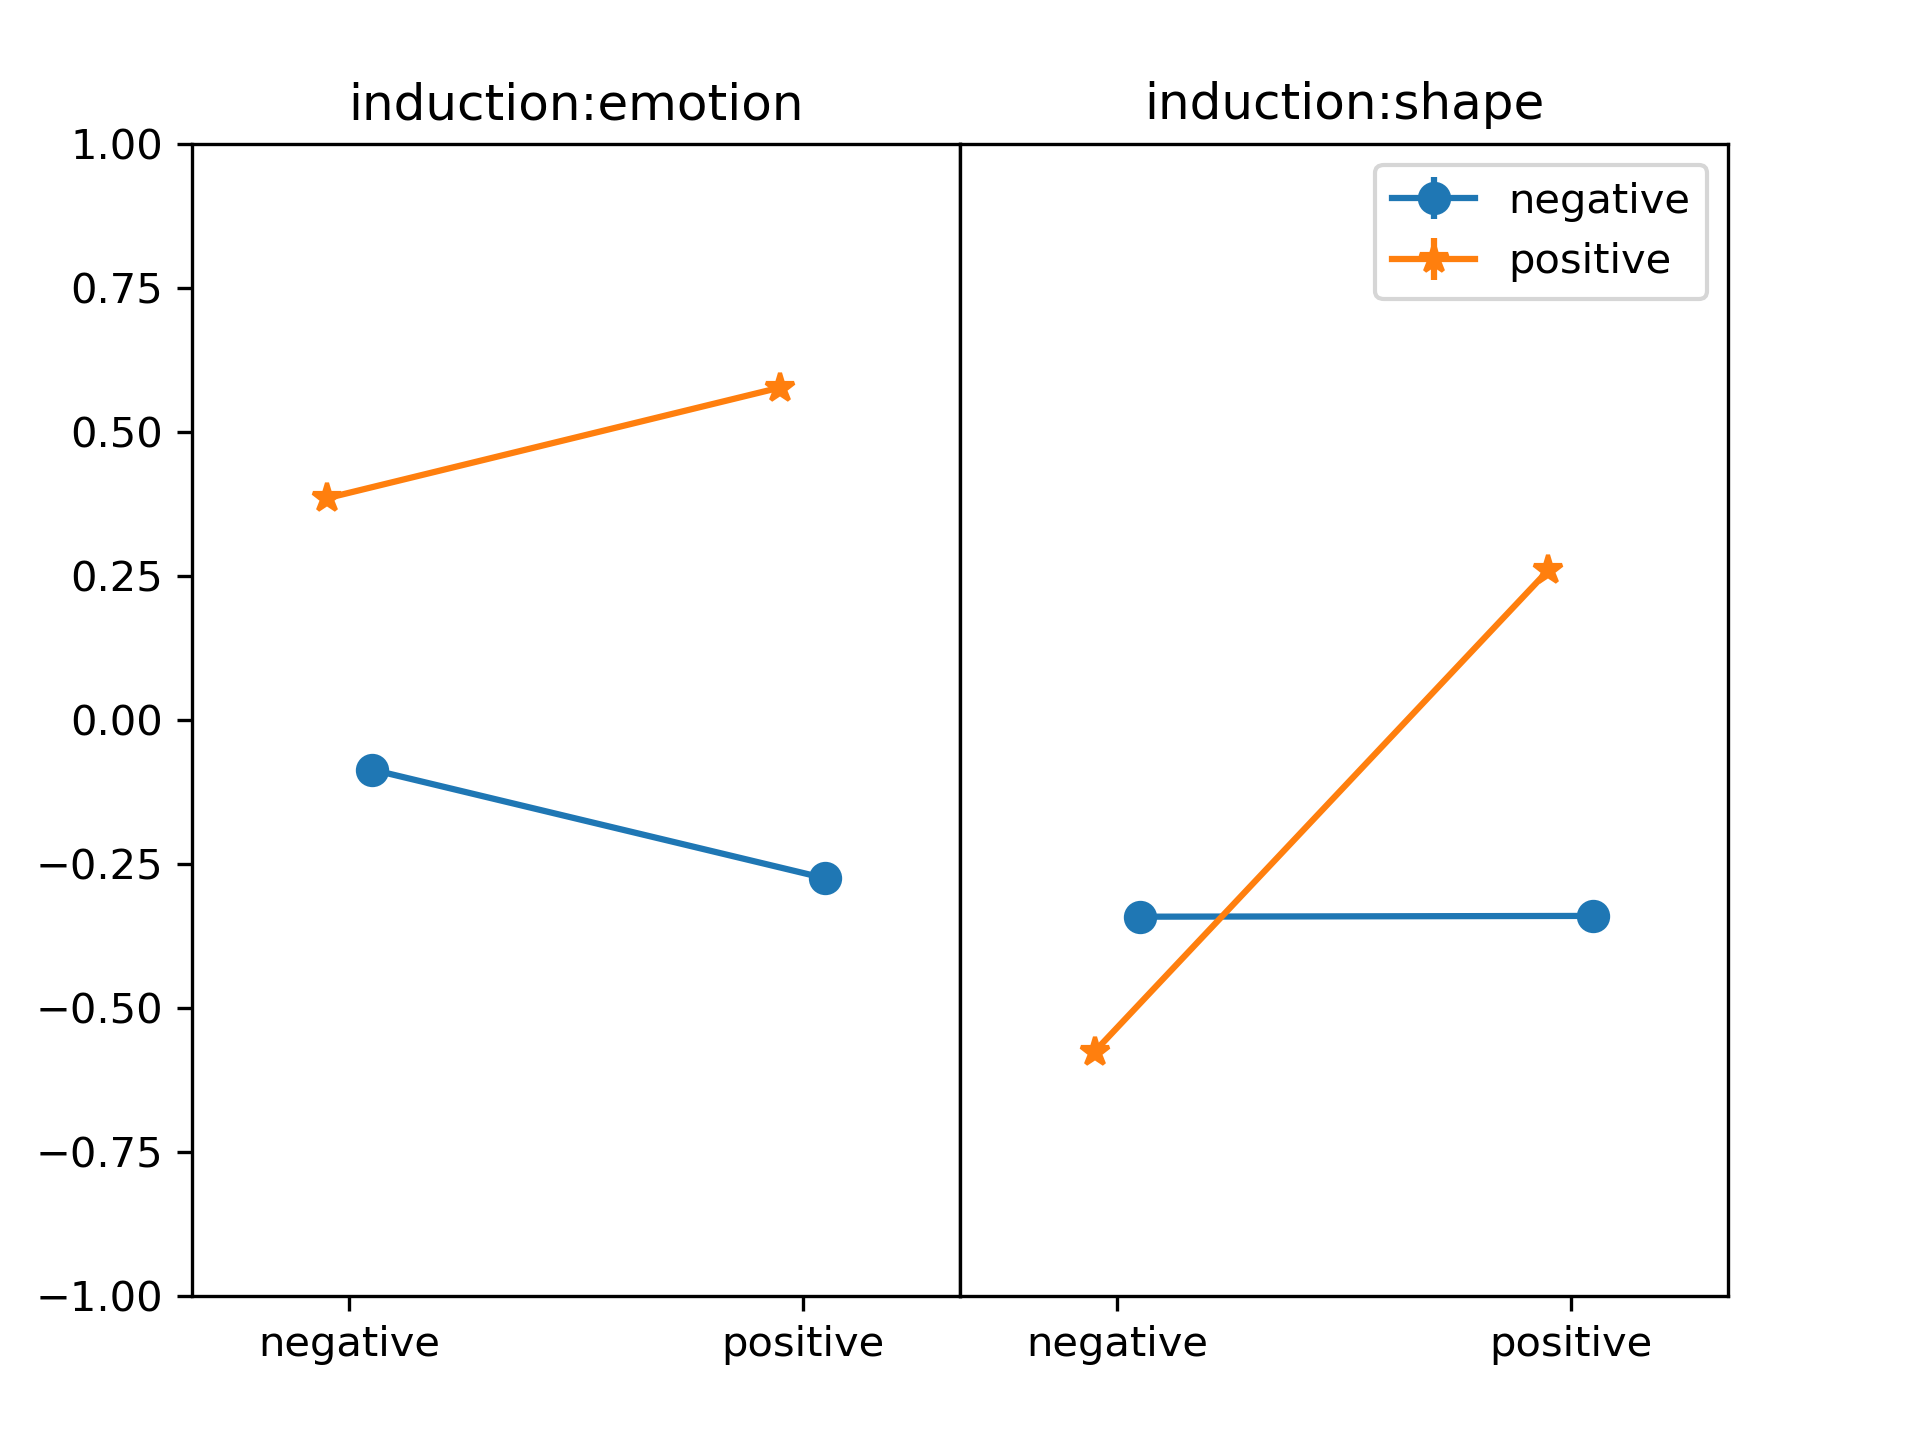 induction:emotion
induction:shape
1.00
0.75
0.50
0.25
0.00
−0.25
−0.50
−0.75
−1.00
negative
positive
negative
positive
negative
positive